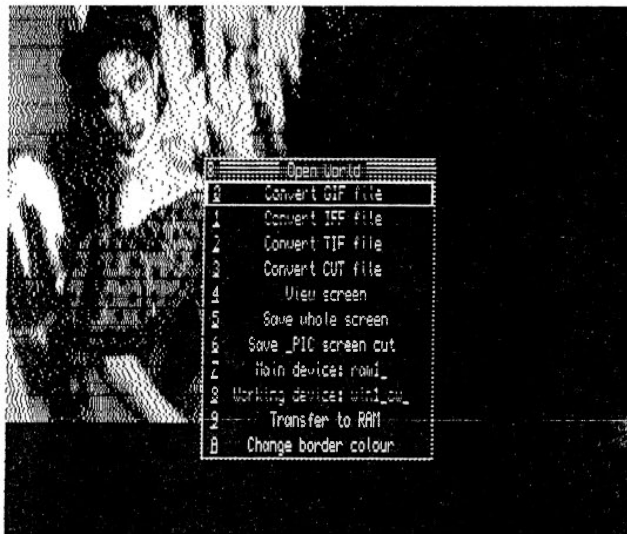 0 Open World
0 Convert GIF file
1 Convert IFF file
2 Convert TIF file
3 Convert CUT file
4 View screen
5 Save whole screen
6 Save _PIC screen cut
7 Main device: ram1_
8 Working device: win1_ow_
9 Transfer to RAM
A Change border colour